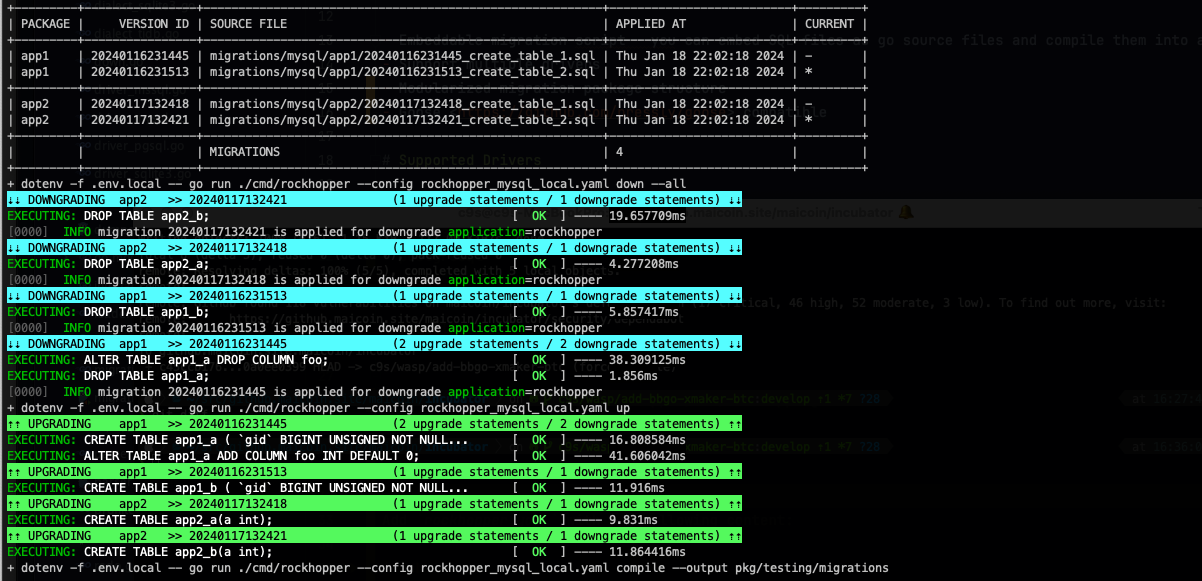 | PACKAGE | VERSION ID | SOURCE FILE | APPLIED AT | CURRENT |
| app1 | 20240116231445 | migrations/mysql/app1/20240116231445_create_table_1.sql | Thu Jan 18 22:02:18 2024 | - |
| app1 | 20240116231513 | migrations/mysql/app1/20240116231513_create_table_2.sql | Thu Jan 18 22:02:18 2024 | * |
| app2 | 20240117132418 | migrations/mysql/app2/20240117132418_create_table_1.sql | Thu Jan 18 22:02:18 2024 | - |
| app2 | 20240117132421 | migrations/mysql/app2/20240117132421_create_table_2.sql | Thu Jan 18 22:02:18 2024 | * |
| | | MIGRATIONS | 4 | |
+ dotenv -f .env.local -- go run ./cmd/rockhopper --config rockhopper_mysql_local.yaml down --all
↓↓ DOWNGRADING app2 >> 20240117132421 (1 upgrade statements / 1 downgrade statements) ↓↓
EXECUTING: DROP TABLE app2_b; [ OK ] ---- 19.657709ms
[0000] INFO migration 20240117132421 is applied for downgrade application=rockhopper
↓↓ DOWNGRADING app2 >> 20240117132418 (1 upgrade statements / 1 downgrade statements) ↓↓
EXECUTING: DROP TABLE app2_a; [ OK ] ---- 4.277208ms
[0000] INFO migration 20240117132418 is applied for downgrade application=rockhopper
↓↓ DOWNGRADING app1 >> 20240116231513 (1 upgrade statements / 1 downgrade statements) ↓↓
EXECUTING: DROP TABLE app1_b; [ OK ] ---- 5.857417ms
[0000] INFO migration 20240116231513 is applied for downgrade application=rockhopper
↓↓ DOWNGRADING app1 >> 20240116231445 (2 upgrade statements / 2 downgrade statements) ↓↓
EXECUTING: ALTER TABLE app1_a DROP COLUMN foo; [ OK ] ---- 38.309125ms
EXECUTING: DROP TABLE app1_a; [ OK ] ---- 1.856ms
[0000] INFO migration 20240116231445 is applied for downgrade application=rockhopper
+ dotenv -f .env.local -- go run ./cmd/rockhopper --config rockhopper_mysql_local.yaml up
↑↑ UPGRADING app1 >> 20240116231445 (2 upgrade statements / 2 downgrade statements) ↑↑
EXECUTING: CREATE TABLE app1_a ( `gid` BIGINT UNSIGNED NOT NULL... [ OK ] ---- 16.808584ms
EXECUTING: ALTER TABLE app1_a ADD COLUMN foo INT DEFAULT 0; [ OK ] ---- 41.606042ms
↑↑ UPGRADING app1 >> 20240116231513 (1 upgrade statements / 1 downgrade statements) ↑↑
EXECUTING: CREATE TABLE app1_b ( `gid` BIGINT UNSIGNED NOT NULL... [ OK ] ---- 11.916ms
↑↑ UPGRADING app2 >> 20240117132418 (1 upgrade statements / 1 downgrade statements) ↑↑
EXECUTING: CREATE TABLE app2_a(a int); [ OK ] ---- 9.831ms
↑↑ UPGRADING app2 >> 20240117132421 (1 upgrade statements / 1 downgrade statements) ↑↑
EXECUTING: CREATE TABLE app2_b(a int); [ OK ] ---- 11.864416ms
+ dotenv -f .env.local -- go run ./cmd/rockhopper --config rockhopper_mysql_local.yaml compile --output pkg/testing/migrations